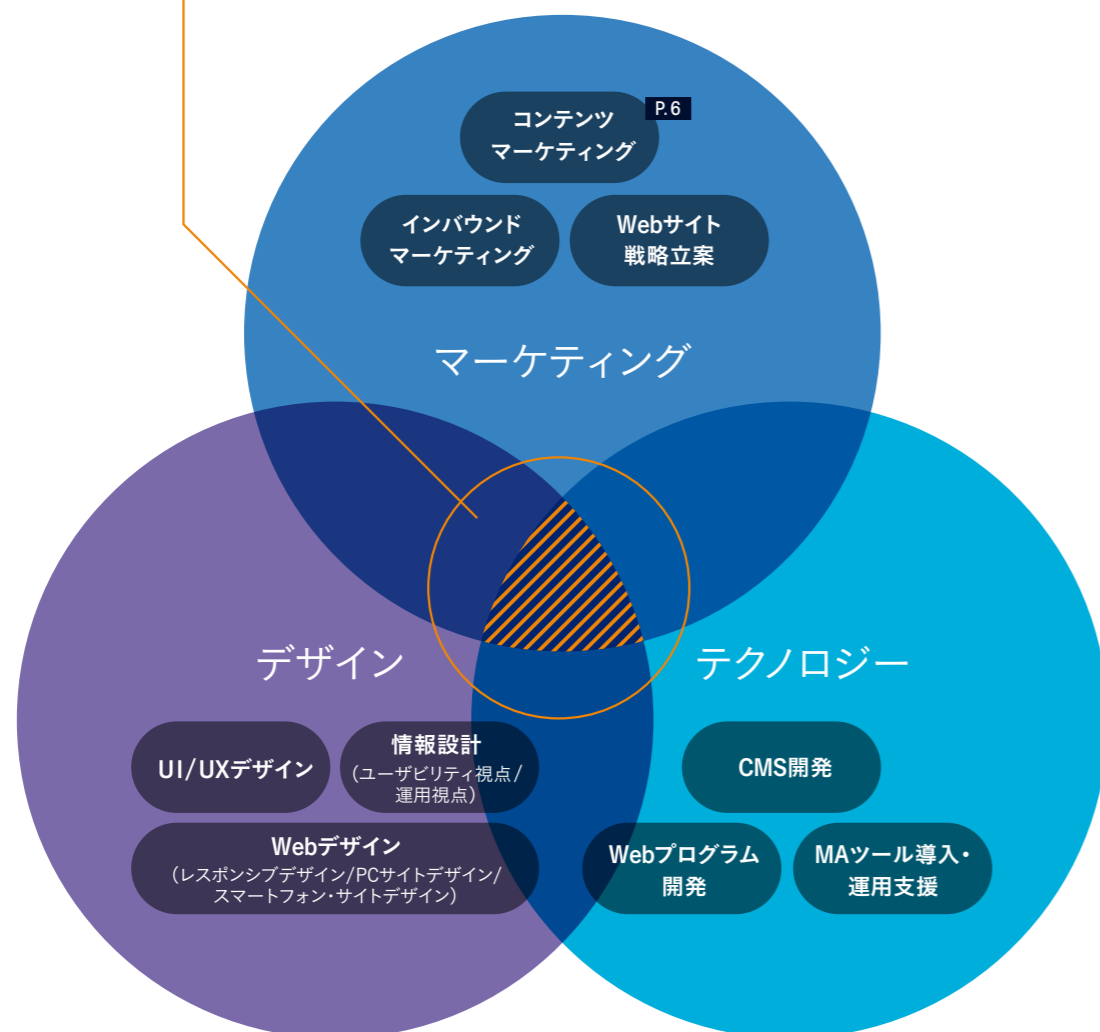 コンテンツ
マーケティング
P.6
インバウンド
マーケティング
Webサイト
戦略立案
マーケティング
デザイン
テクノロジー
UI/UXデザイン
情報設計
（ユーザビリティ視点/
運用視点）
Webデザイン
（レスポンシブデザイン/PCサイトデザイン/
スマートフォン・サイトデザイン）
CMS開発
Webプログラム
開発
MAツール導入・
運用支援